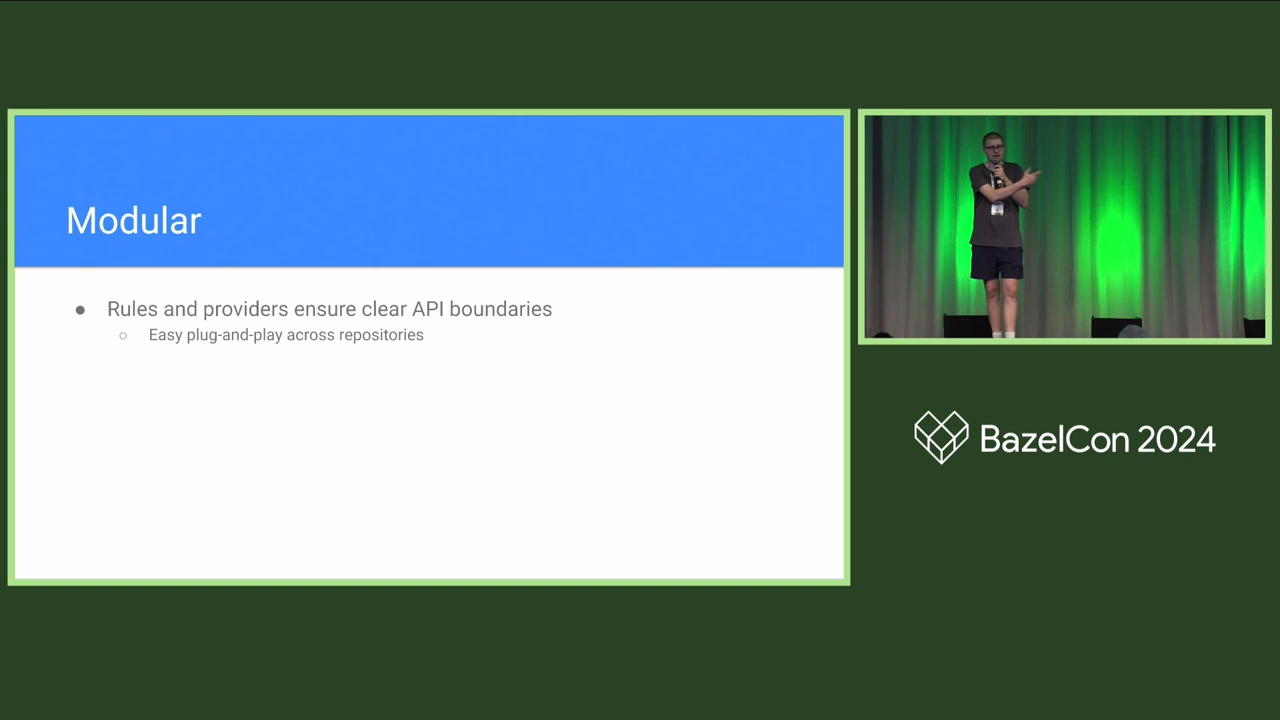 Modular
● Rules and providers ensure clear API boundaries
○ Easy plug-and-play across repositories
BazelCon 2024